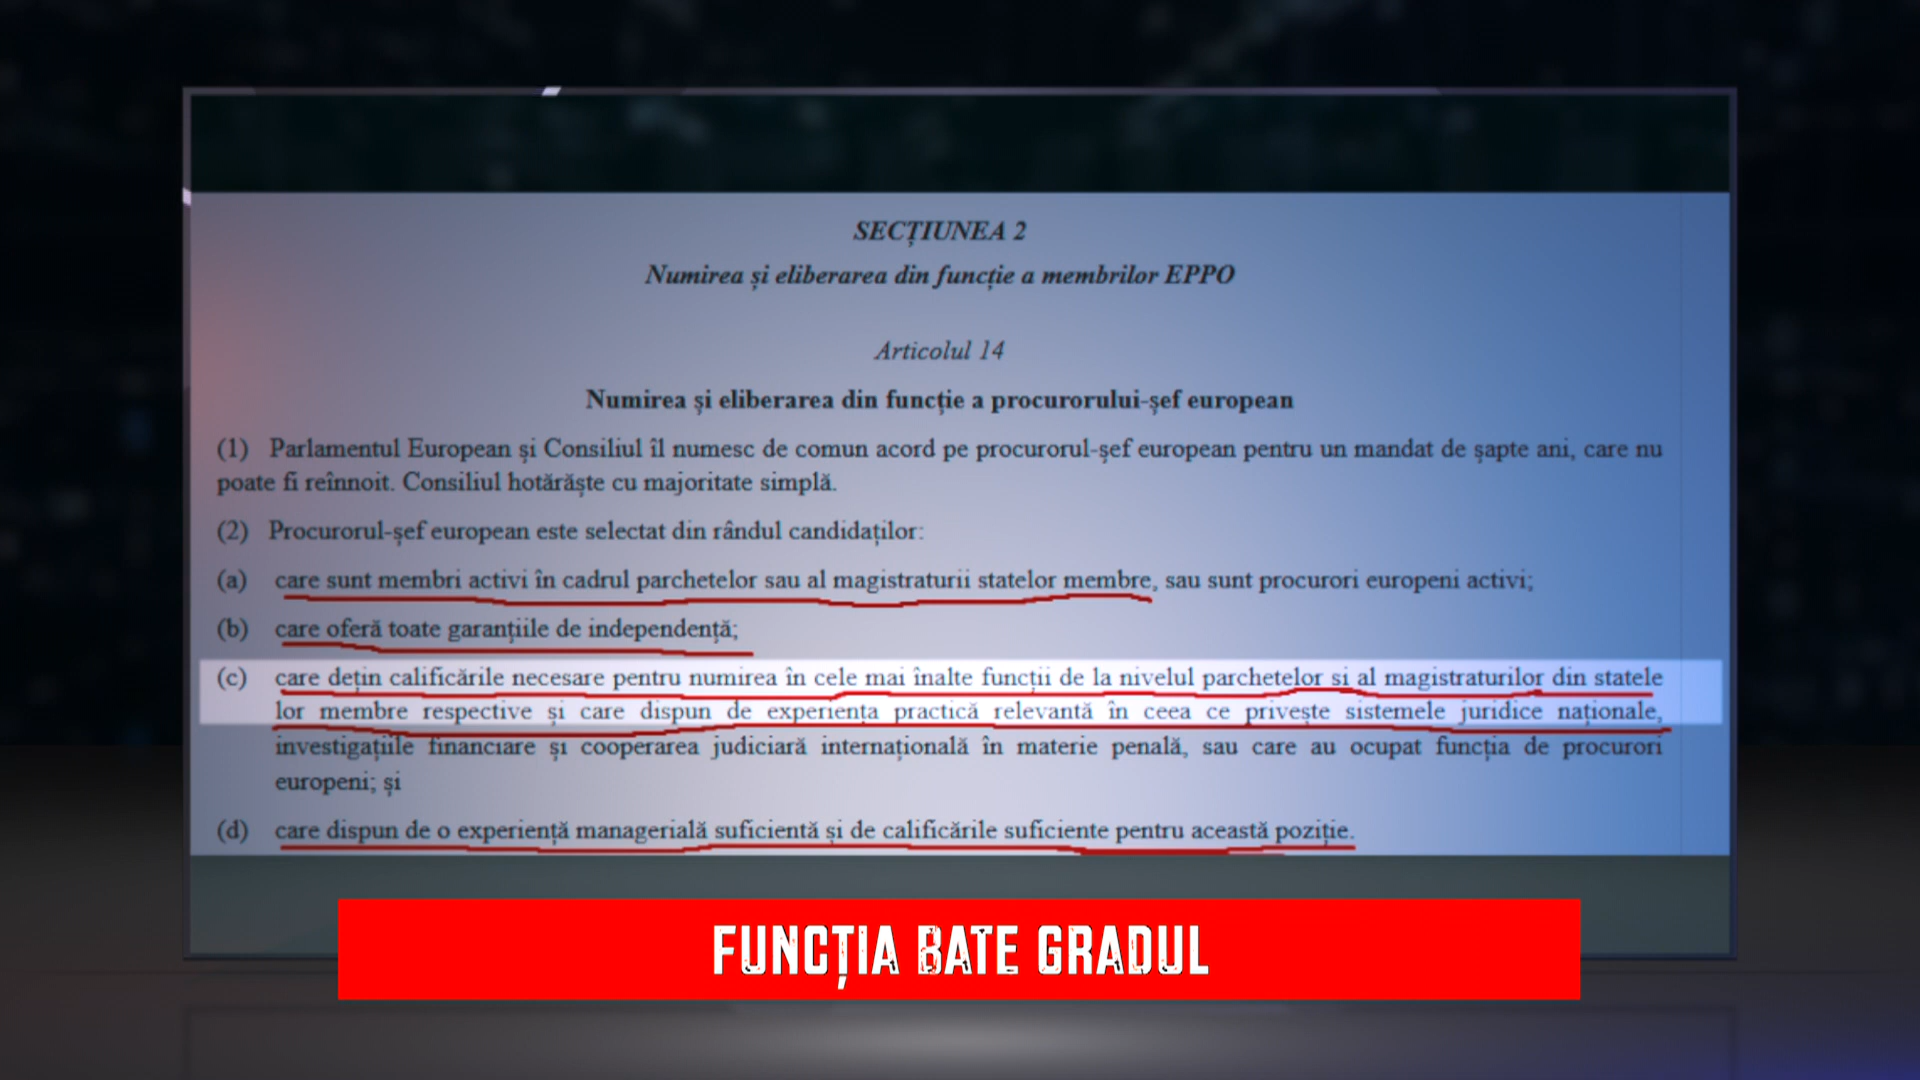 SECȚIUNEA 2
Numirea și eliberarea din funcție a membrilor EPPO
Articolul 14
Numirea și eliberarea din funcție a procurorului-șef european
(1) Parlamentul European și Consiliul îl numesc de comun acord pe procurorul-șef european pentru un mandat de șapte ani, care nu
poate fi reînnoit. Consiliul hotărăște cu majoritate simplă.
(2) Procurorul-șef european este selectat din rândul candidaților:
(a) care sunt membri activi în cadrul parchetelor sau al magistraturii statelor membre, sau sunt procurori europeni activi;
(b) care oferă toate garanțiile de independență;
(c) care dețin calificările necesare pentru numirea în cele mai înalte funcții de la nivelul parchetelor și al magistraturilor din statele
lor membre respective și care dispun de experiența practică relevantă în ceea ce privește sistemele juridice naționale,
investigațiile financiare și cooperarea judiciară internațională în materie penală, sau care au ocupat funcția de procurori
europeni; și
(d) care dispun de o experiență managerială suficientă și de calificările suficiente pentru această poziție.
FUNCȚIA BATE GRADUL